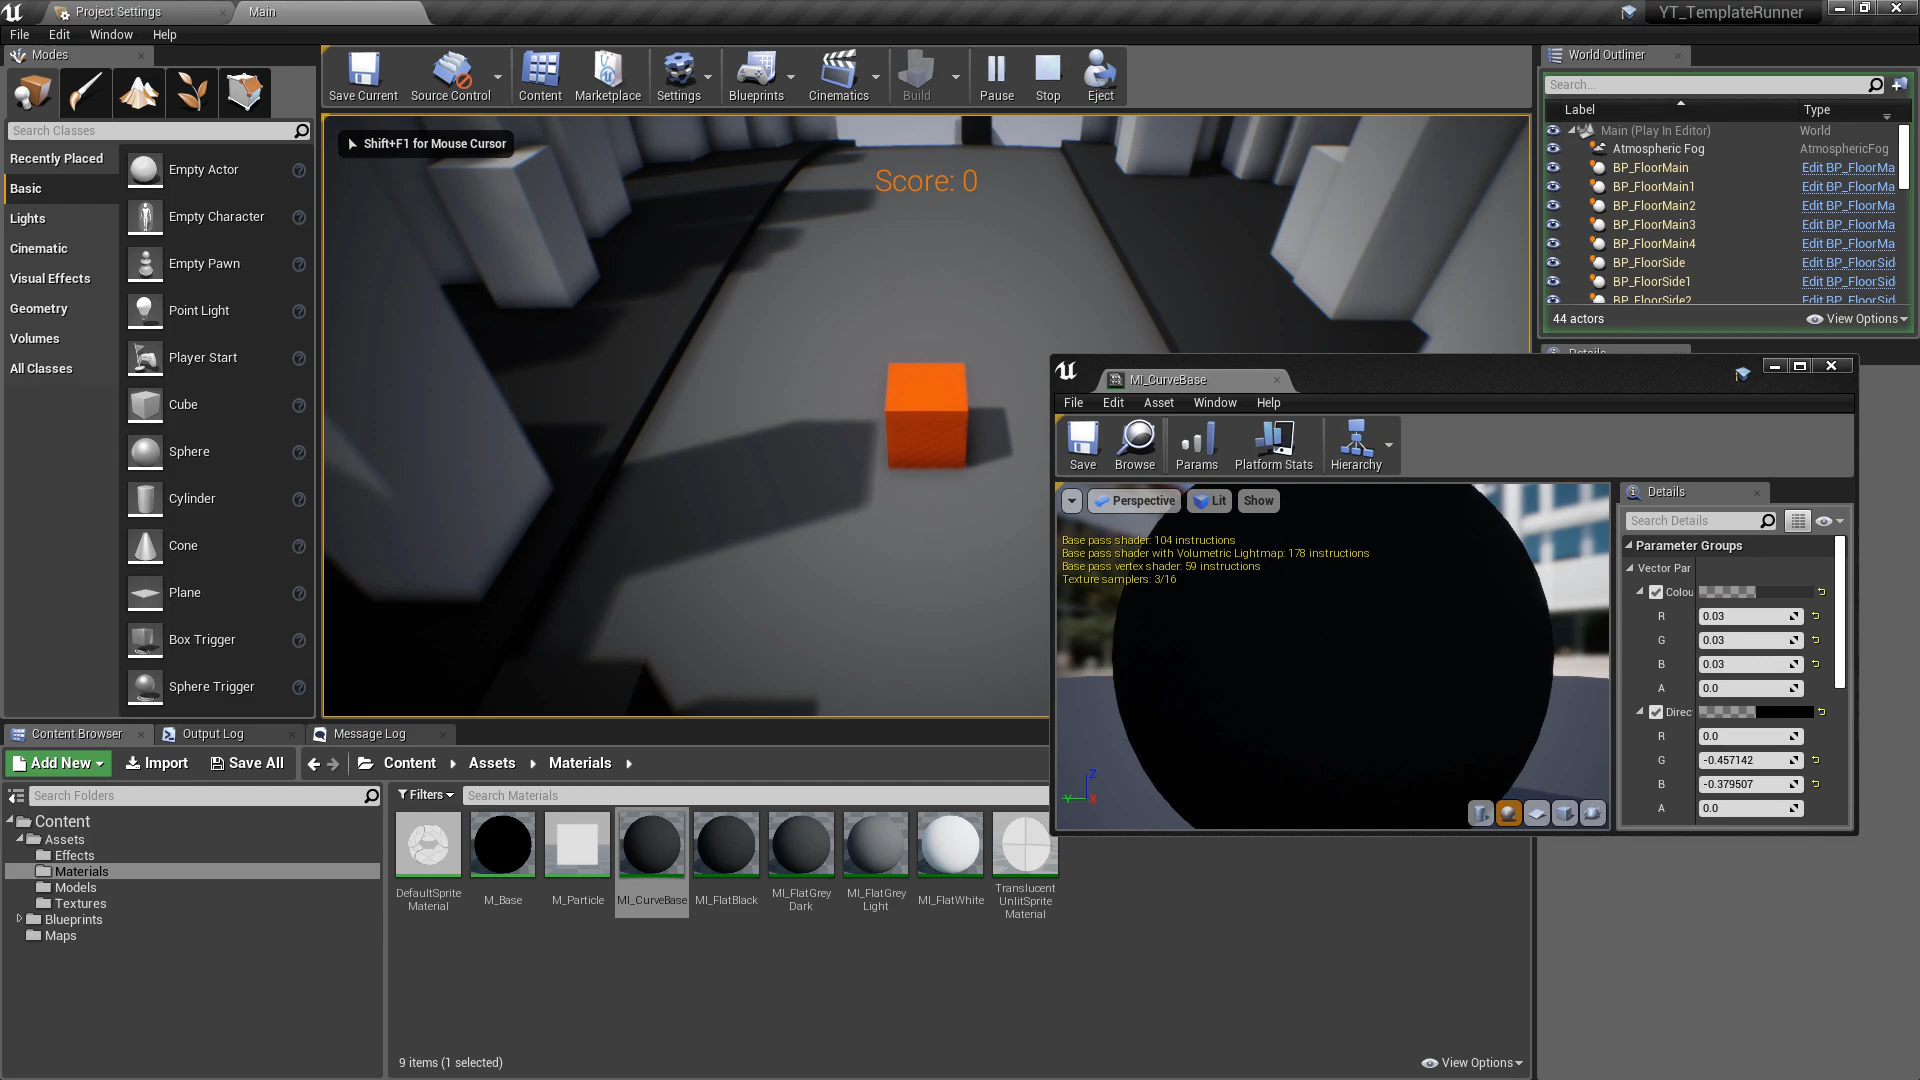 Project Settings
Main
YT_TemplateRunner
File Edit Window Help
Modes
Search Classes
Recently Placed
Basic
Lights
Cinematic
Visual Effects
Geometry
Volumes
All Classes
Empty Actor
Empty Character
Empty Pawn
Point Light
Player Start
Cube
Sphere
Cylinder
Cone
Plane
Box Trigger
Sphere Trigger
Save Current
Source Control
Content
Marketplace
Settings
Blueprints
Cinematics
Build
Pause
Stop
Eject
Shift+F1 for Mouse Cursor
Score: 0
World Outliner
Search...
Label Type
Main (Play In Editor) World
Atmospheric Fog AtmosphericFog
BP_FloorMain Edit BP_FloorMa
BP_FloorMain1 Edit BP_FloorMa
BP_FloorMain2 Edit BP_FloorMa
BP_FloorMain3 Edit BP_FloorMa
BP_FloorMain4 Edit BP_FloorMa
BP_FloorSide Edit BP_FloorSid
BP_FloorSide1 Edit BP_FloorSid
BP_FloorSide2 Edit BP_FloorSid
44 actors
View Options
Details
MI_CurveBase
File Edit Asset Window Help
Save
Browse
Params
Platform Stats
Hierarchy
Perspective
Lit
Show
Base pass shader: 104 instructions
Base pass shader with Volumetric Lightmap: 178 instructions
Base pass vertex shader: 59 instructions
Texture samplers: 3/16
Z
Y
X
Details
Search Details
Parameter Groups
Vector Par
Colou
R 0.03
G 0.03
B 0.03
A 0.0
Direc
R 0.0
G -0.457142
B -0.379507
A 0.0
Content Browser
Output Log
Message Log
Add New
Import
Save All
Content
Assets
Materials
Search Folders
Filters
Search Materials
Content
Assets
Effects
Materials
Models
Textures
Blueprints
Maps
DefaultSprite
Material
M_Base
M_Particle
MI_CurveBase
MI_FlatBlack
MI_FlatGrey
Dark
MI_FlatGrey
Light
MI_FlatWhite
Translucent
UnlitSprite
Material
9 items (1 selected)
View Options